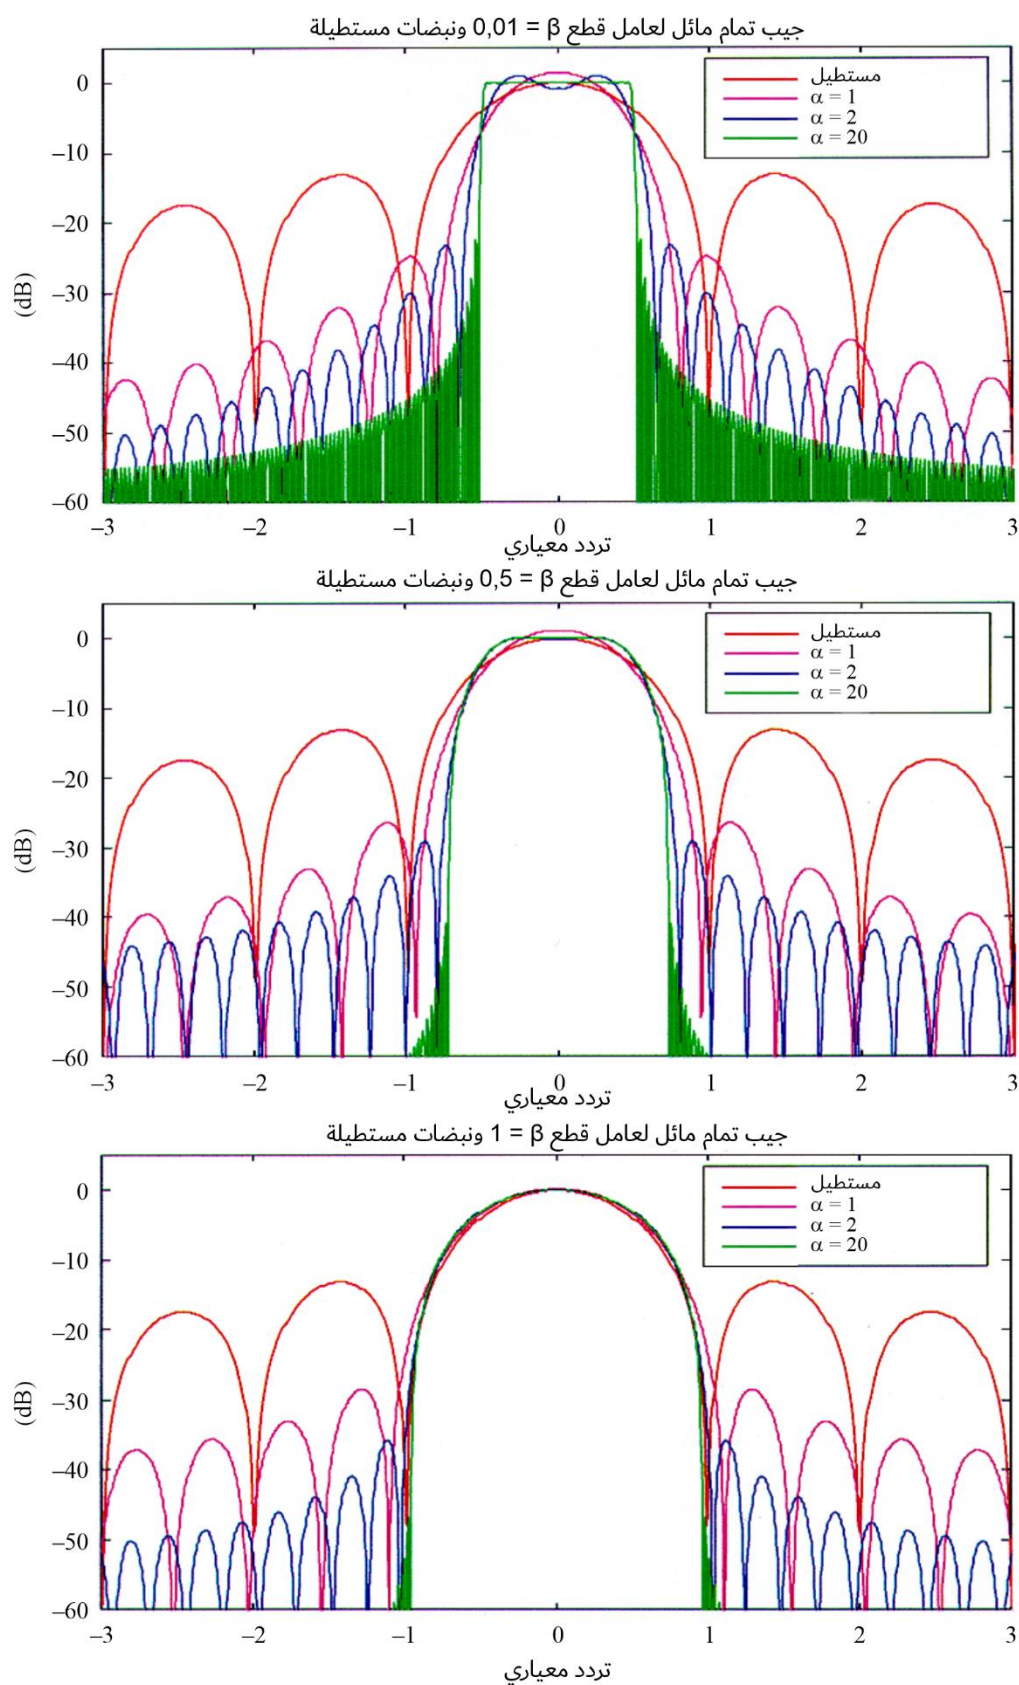 جيب تمام مائل لعامل قطع β = 0,01 ونبضات مستطيلة
مستطيل
α = 1
α = 2
α = 20
0
–10
–20
–30
–40
–50
–60
(dB)
–3 –2 –1 0 1 2 3
تردد معياري
جيب تمام مائل لعامل قطع β = 0,5 ونبضات مستطيلة
مستطيل
α = 1
α = 2
α = 20
0
–10
–20
–30
–40
–50
–60
(dB)
–3 –2 –1 0 1 2 3
تردد معياري
جيب تمام مائل لعامل قطع β = 1 ونبضات مستطيلة
مستطيل
α = 1
α = 2
α = 20
0
–10
–20
–30
–40
–50
–60
(dB)
–3 –2 –1 0 1 2 3
تردد معياري